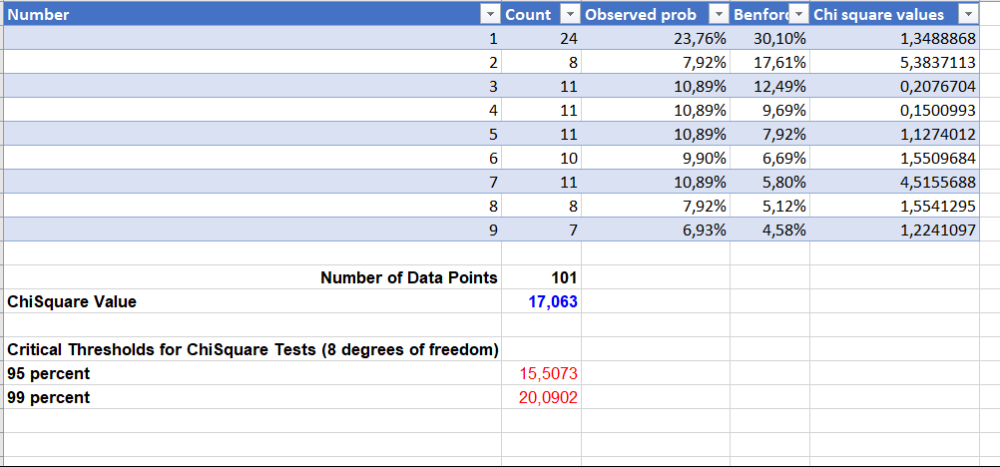 Number Count Observed prob Benford Chi square values
1 24 23,76% 30,10% 1,3488868
2 8 7,92% 17,61% 5,3837113
3 11 10,89% 12,49% 0,2076704
4 11 10,89% 9,69% 0,1500993
5 11 10,89% 7,92% 1,1274012
6 10 9,90% 6,69% 1,5509684
7 11 10,89% 5,80% 4,5155688
8 8 7,92% 5,12% 1,5541295
9 7 6,93% 4,58% 1,2241097
Number of Data Points 101
ChiSquare Value 17,063
Critical Thresholds for ChiSquare Tests (8 degrees of freedom)
95 percent 15,5073
99 percent 20,0902